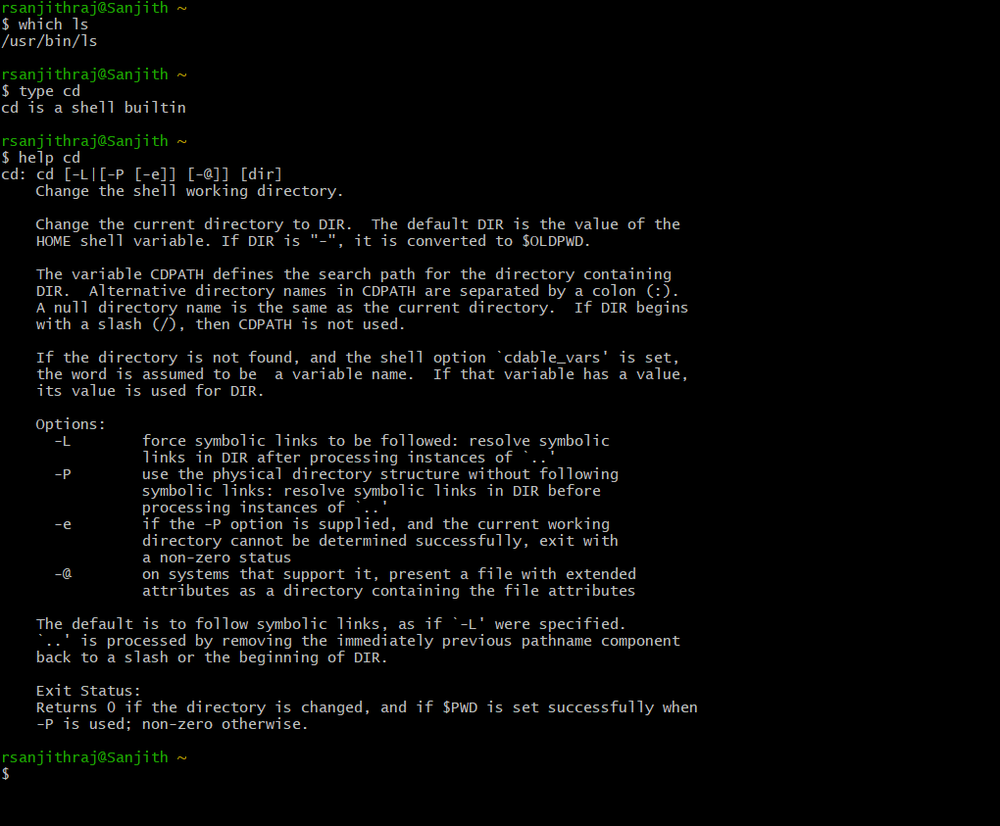 rsanjithraj@Sanjith ~
$ which ls
/usr/bin/ls

rsanjithraj@Sanjith ~
$ type cd
cd is a shell builtin

rsanjithraj@Sanjith ~
$ help cd
cd: cd [-L|[-P [-e]] [-@]] [dir]
    Change the shell working directory.

    Change the current directory to DIR.  The default DIR is the value of the
    HOME shell variable. If DIR is "-", it is converted to $OLDPWD.

    The variable CDPATH defines the search path for the directory containing
    DIR.  Alternative directory names in CDPATH are separated by a colon (:).
    A null directory name is the same as the current directory.  If DIR begins
    with a slash (/), then CDPATH is not used.

    If the directory is not found, and the shell option `cdable_vars' is set,
    the word is assumed to be  a variable name.  If that variable has a value,
    its value is used for DIR.

    Options:
      -L        force symbolic links to be followed: resolve symbolic
                links in DIR after processing instances of `..'
      -P        use the physical directory structure without following
                symbolic links: resolve symbolic links in DIR before
                processing instances of `..'
      -e        if the -P option is supplied, and the current working
                directory cannot be determined successfully, exit with
                a non-zero status
      -@        on systems that support it, present a file with extended
                attributes as a directory containing the file attributes

    The default is to follow symbolic links, as if `-L' were specified.
    `..' is processed by removing the immediately previous pathname component
    back to a slash or the beginning of DIR.

    Exit Status:
    Returns 0 if the directory is changed, and if $PWD is set successfully when
    -P is used; non-zero otherwise.

rsanjithraj@Sanjith ~
$